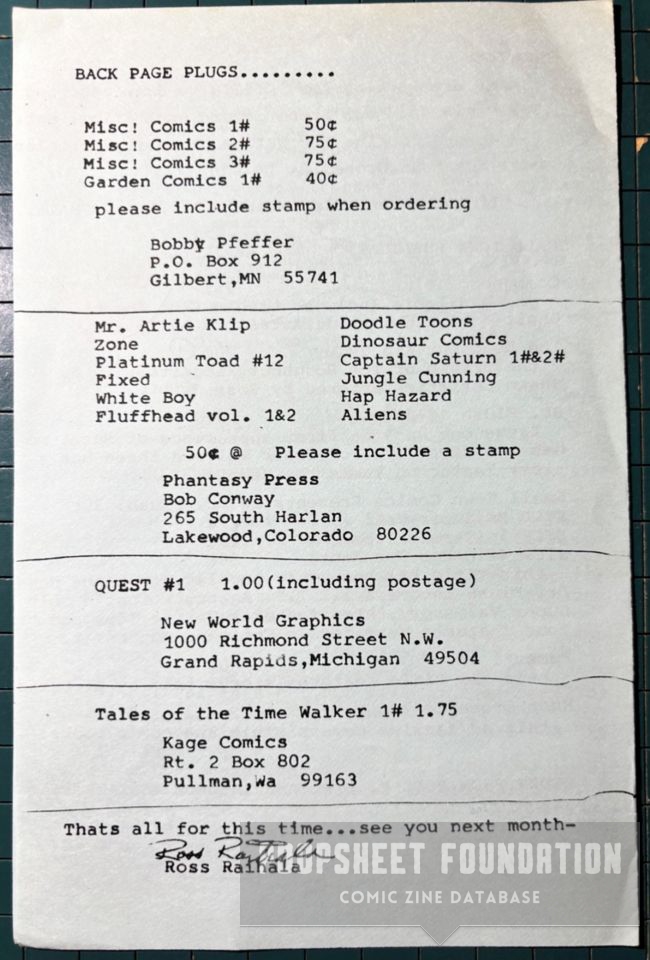 BACK PAGE PLUGS.........
Misc! Comics 1# 50¢
Misc! Comics 2# 75¢
Misc! Comics 3# 75¢
Garden Comics 1# 40¢
please include stamp when ordering
Bobby Pfeffer
P.O. Box 912
Gilbert,MN 55741
Mr. Artie Klip Doodle Toons
Zone Dinosaur Comics
Platinum Toad #12 Captain Saturn 1#&2#
Fixed Jungle Cunning
White Boy Hap Hazard
Fluffhead vol. 1&2 Aliens
50¢ @ Please include a stamp
Phantasy Press
Bob Conway
265 South Harlan
Lakewood,Colorado 80226
QUEST #1 1.00(including postage)
New World Graphics
1000 Richmond Street N.W.
Grand Rapids,Michigan 49504
Tales of the Time Walker 1# 1.75
Kage Comics
Rt. 2 Box 802
Pullman,Wa 99163
Thats all for this time...see you next month-
Ross Raihala
Ross Raihala
FOUNDATION
COMIC ZINE DATABASE